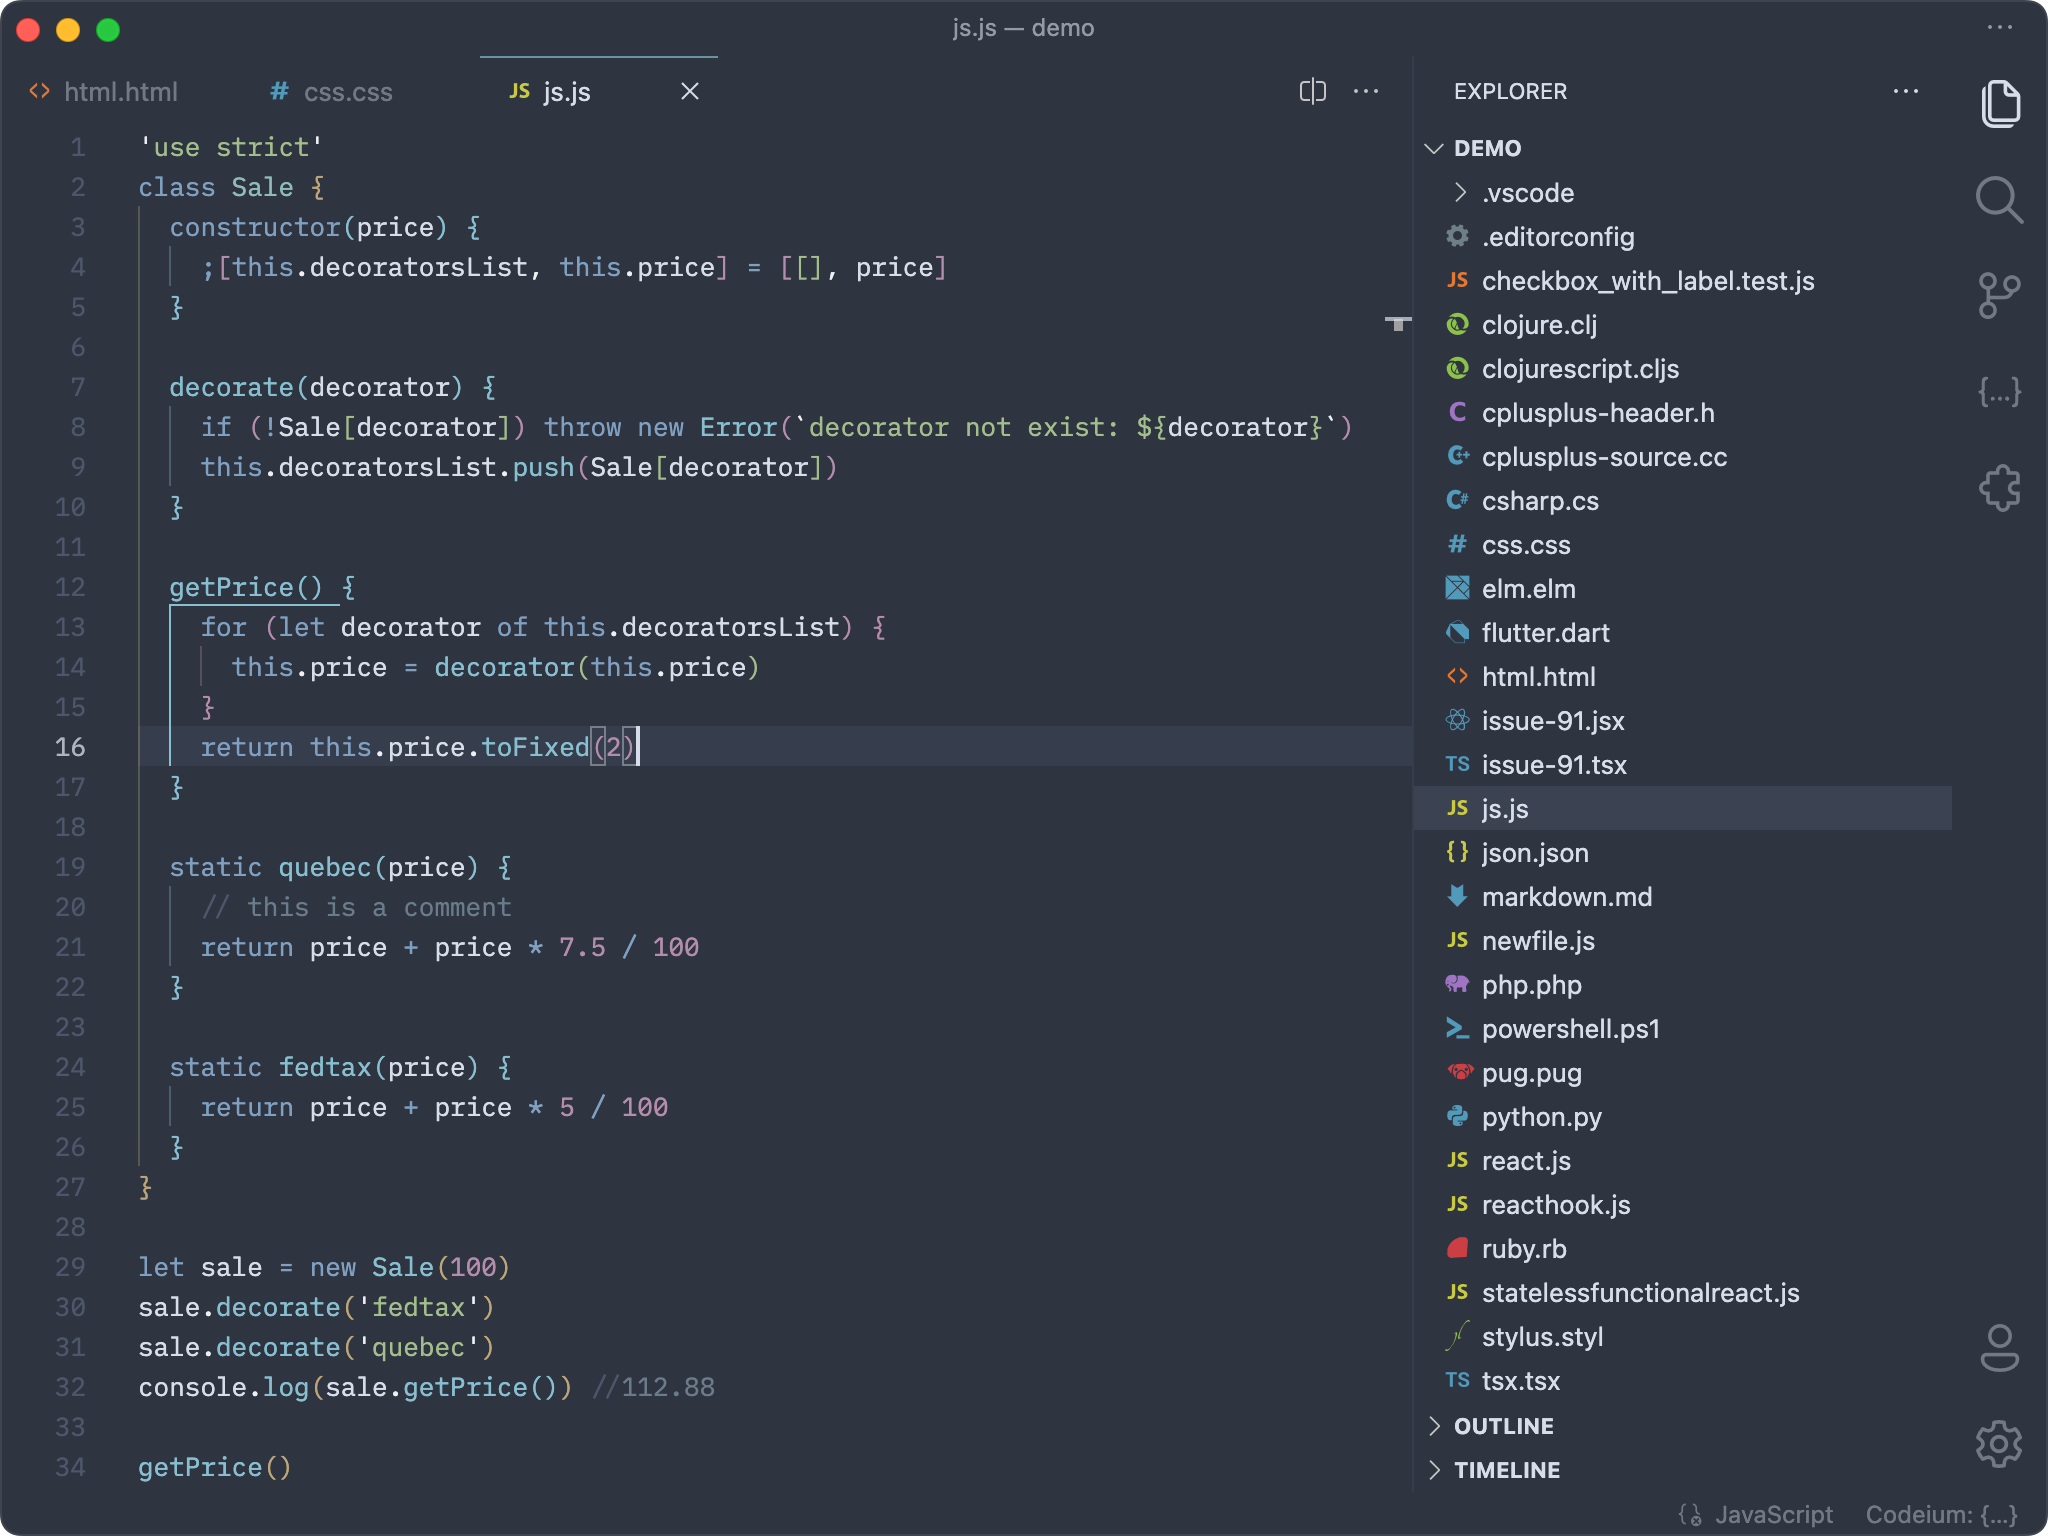 js.js — demo
html.html
css.css
js.js
1 'use strict'
2 class Sale {
3 constructor(price) {
4 ;[this.decoratorsList, this.price] = [[], price]
5 }
6
7 decorate(decorator) {
8 if (!Sale[decorator]) throw new Error(`decorator not exist: ${decorator}`)
9 this.decoratorsList.push(Sale[decorator])
10 }
11
12 getPrice() {
13 for (let decorator of this.decoratorsList) {
14 this.price = decorator(this.price)
15 }
16 return this.price.toFixed(2)
17 }
18
19 static quebec(price) {
20 // this is a comment
21 return price + price * 7.5 / 100
22 }
23
24 static fedtax(price) {
25 return price + price * 5 / 100
26 }
27 }
28
29 let sale = new Sale(100)
30 sale.decorate('fedtax')
31 sale.decorate('quebec')
32 console.log(sale.getPrice()) //112.88
33
34 getPrice()
EXPLORER
DEMO
.vscode
.editorconfig
JS checkbox_with_label.test.js
clojure.clj
clojurescript.cljs
C cplusplus-header.h
C++ cplusplus-source.cc
C# csharp.cs
# css.css
elm.elm
flutter.dart
<> html.html
issue-91.jsx
TS issue-91.tsx
JS js.js
{} json.json
markdown.md
JS newfile.js
php.php
powershell.ps1
pug.pug
python.py
JS react.js
JS reacthook.js
ruby.rb
JS statelessfunctionalreact.js
stylus.styl
TS tsx.tsx
OUTLINE
TIMELINE
JavaScript Codeium: {...}